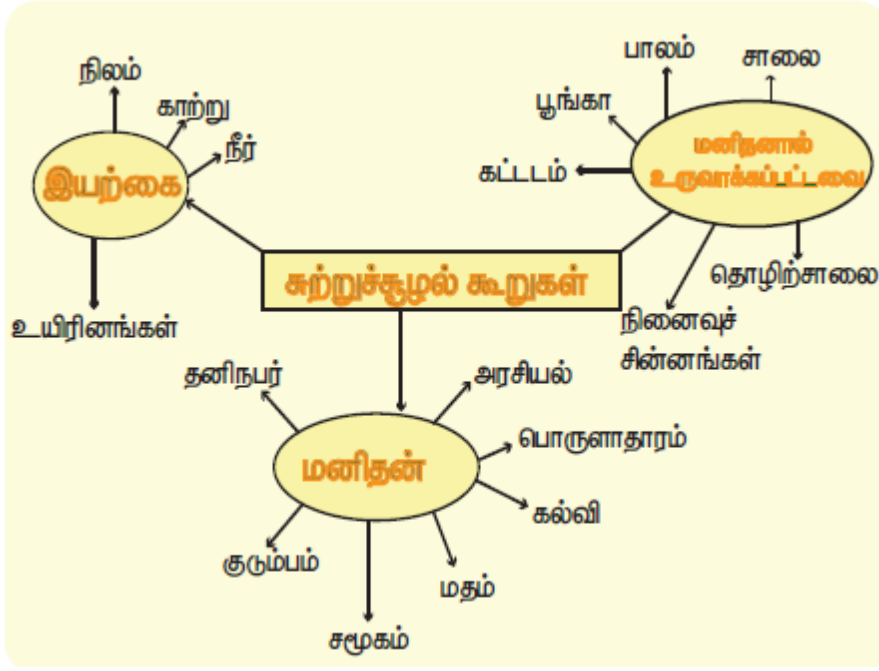 நிலம்
காற்று
நீர்
இயற்கை
உயிரினங்கள்
பாலம்
சாலை
பூங்கா
கட்டடம்
மனிதனால்
உருவாக்கப்பட்டவை
தொழிற்சாலை
நினைவுச்
சின்னங்கள்
சுற்றுச்சூழல் கூறுகள்
தனிநபர்
அரசியல்
பொருளாதாரம்
மனிதன்
கல்வி
குடும்பம்
மதம்
சமூகம்